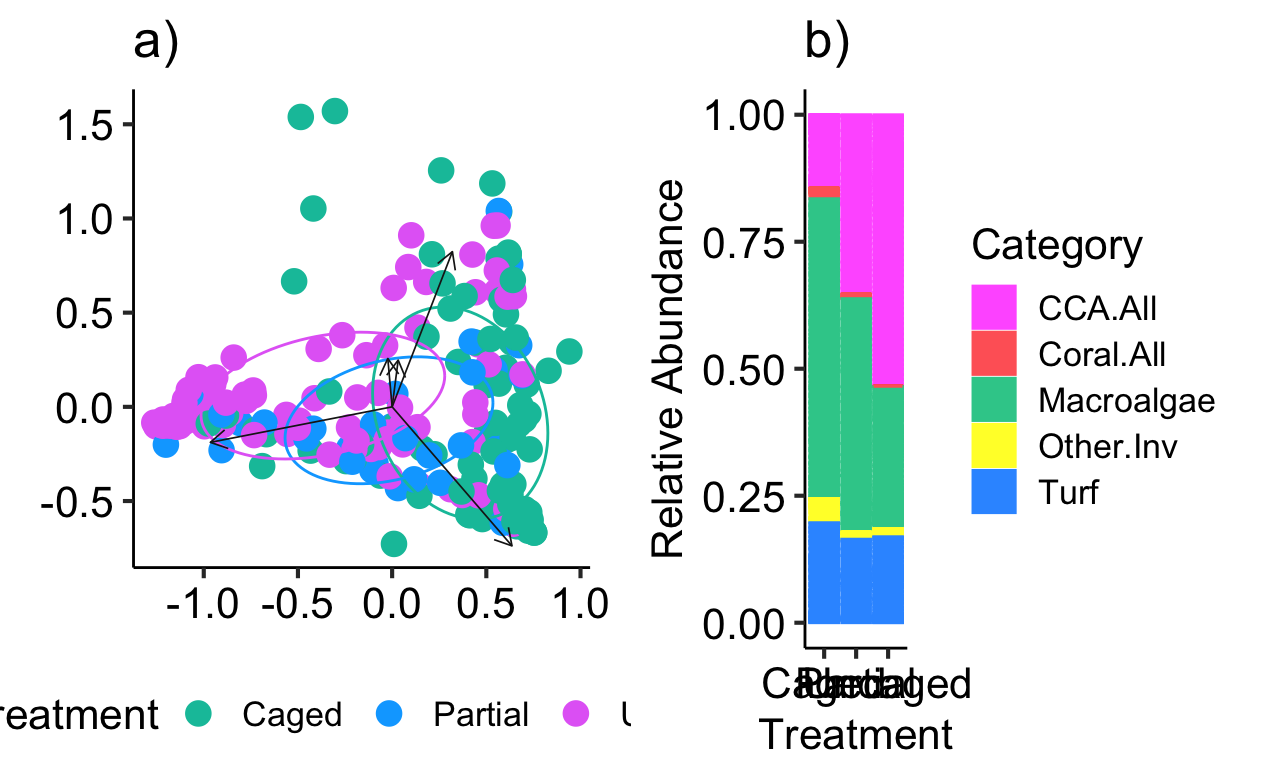 a)
1.5
1.0
0.5
0.0
-0.5
-1.0 -0.5 0.0 0.5 1.0
reatment Caged Partial
b)
Relative Abundance
1.00
0.75
0.50
0.25
0.00
Treatment
Category
CCA.All
Coral.All
Macroalgae
Other.Inv
Turf